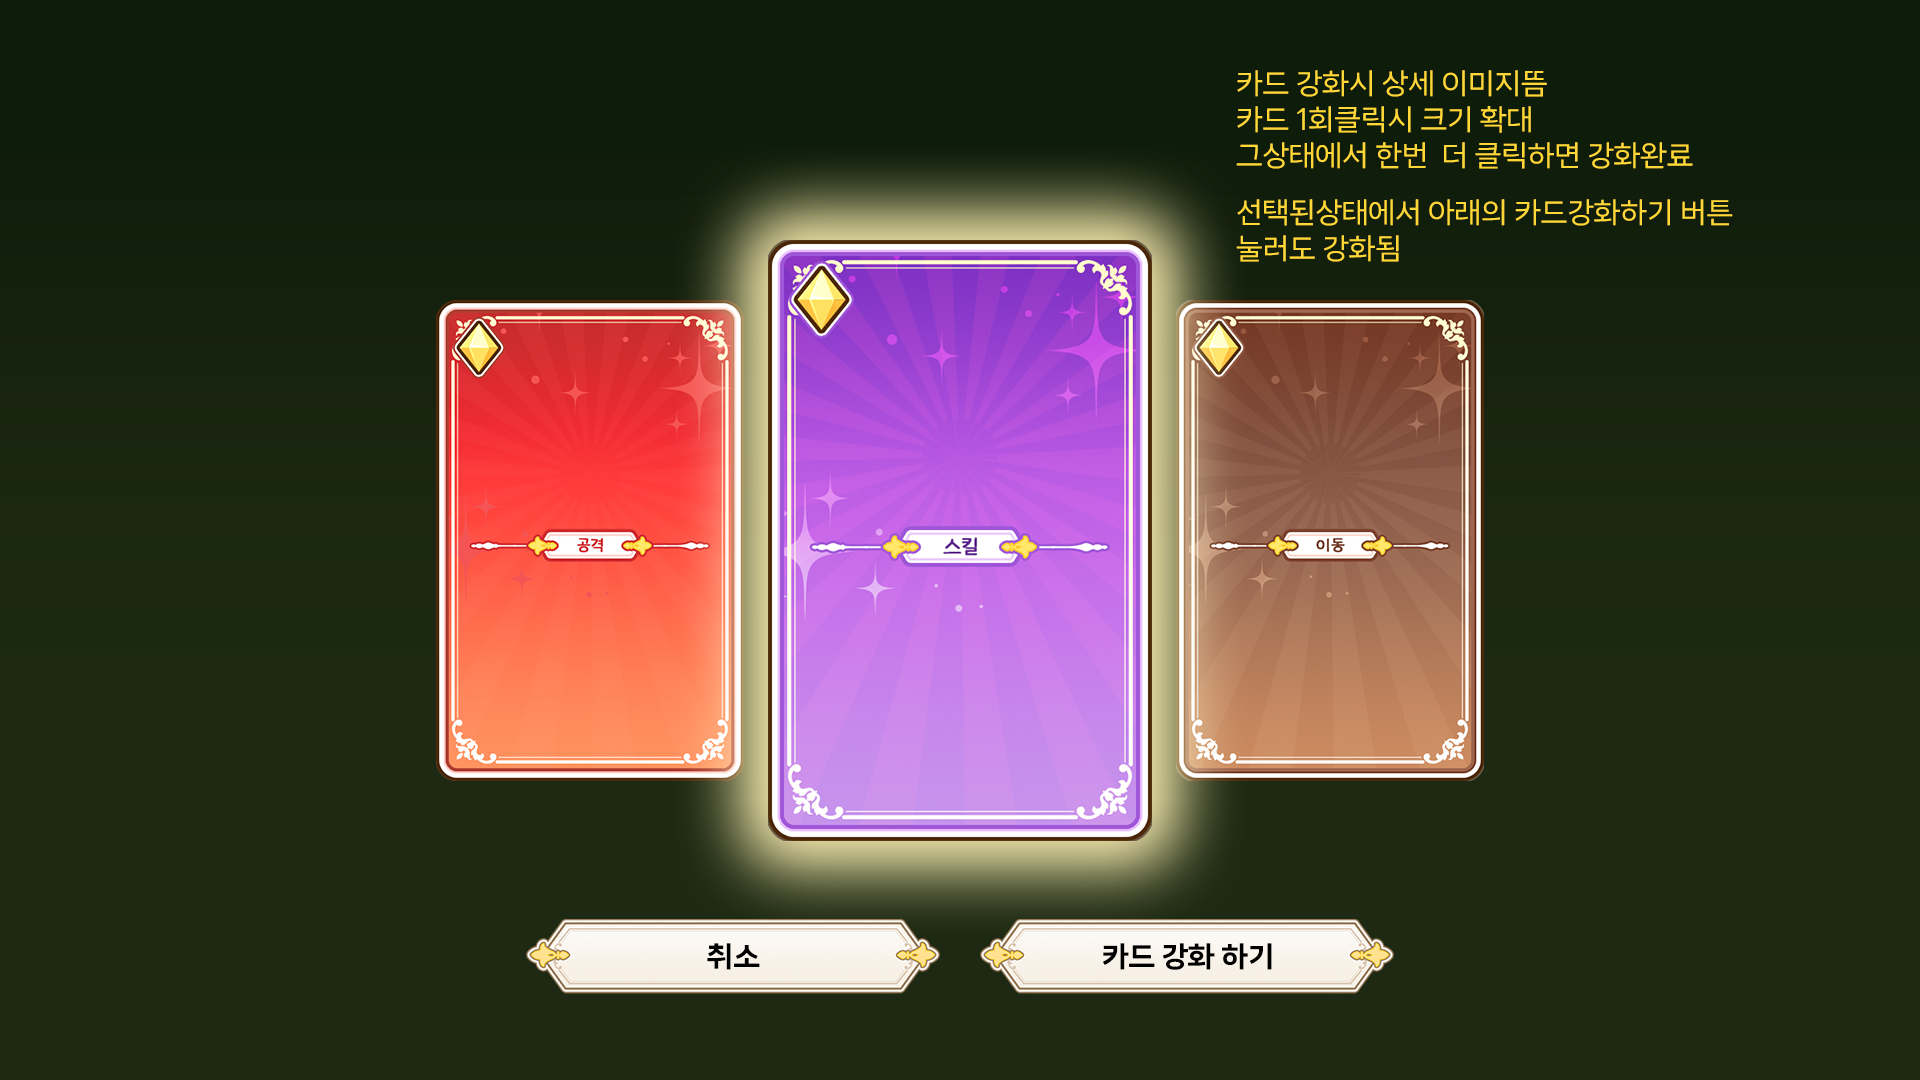 카드 강화시 상세 이미지뜸
카드 1회클릭시 크기 확대
그상태에서 한번 더 클릭하면 강화완료
선택된상태에서 아래의 카드강화하기 버튼
눌러도 강화됨
공격
스킬
이동
취소
카드 강화 하기